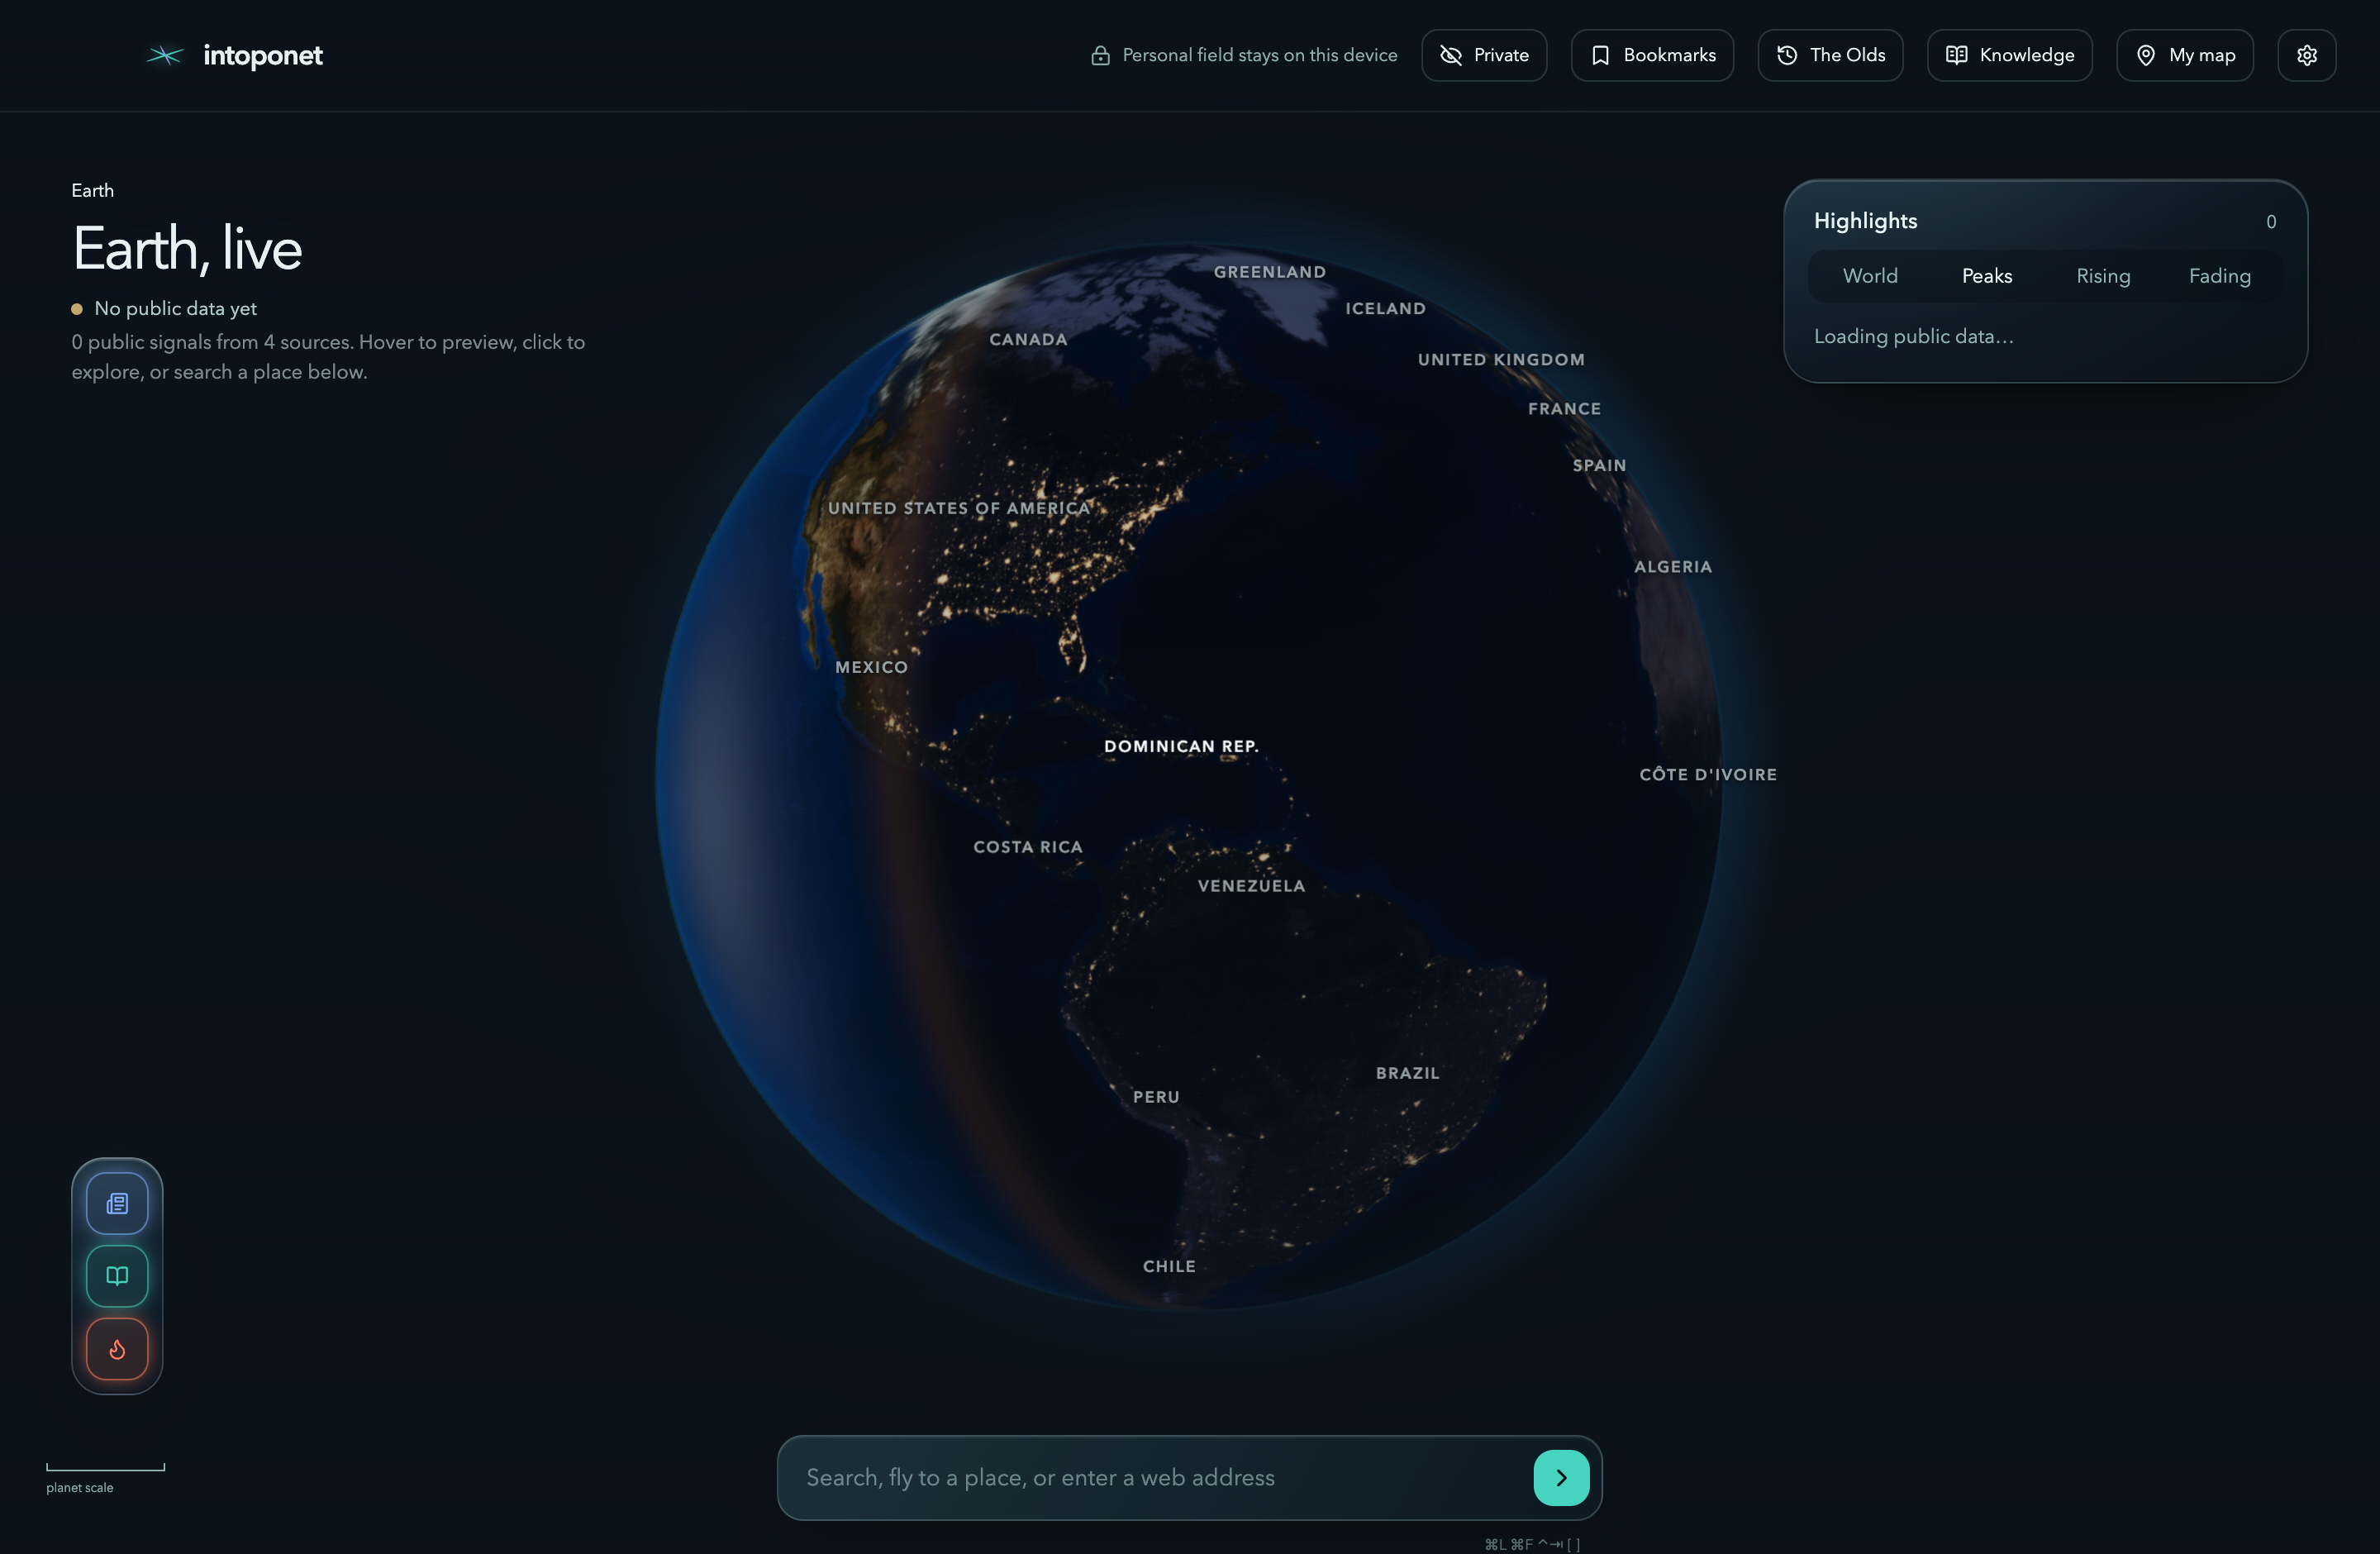 intoponet
Personal field stays on this device
Private
Bookmarks
The Olds
Knowledge
My map
Earth
Earth, live
No public data yet
0 public signals from 4 sources. Hover to preview, click to
explore, or search a place below.
Highlights
0
World
Peaks
Rising
Fading
Loading public data…
GREENLAND
ICELAND
CANADA
UNITED KINGDOM
FRANCE
SPAIN
UNITED STATES OF AMERICA
ALGERIA
MEXICO
DOMINICAN REP.
CÔTE D'IVOIRE
COSTA RICA
VENEZUELA
BRAZIL
PERU
CHILE
planet scale
Search, fly to a place, or enter a web address
⌘L ⌘F ⌃⇥ [ ]